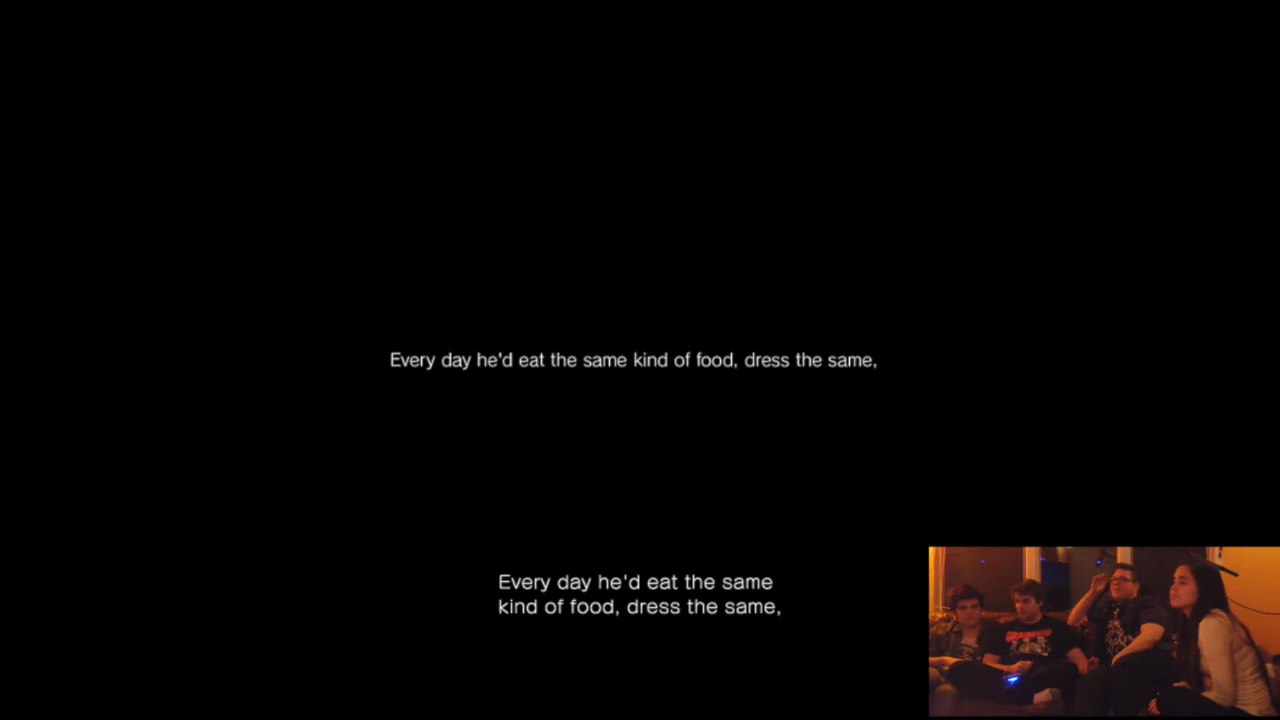 Every day he'd eat the same kind of food, dress the same,
Every day he'd eat the same
kind of food, dress the same,